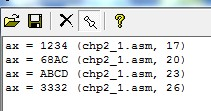 ax = 1234 (chp2_1.asm, 17)
ax = 68AC (chp2_1.asm, 20)
ax = ABCD (chp2_1.asm, 23)
ax = 3332 (chp2_1.asm, 26)